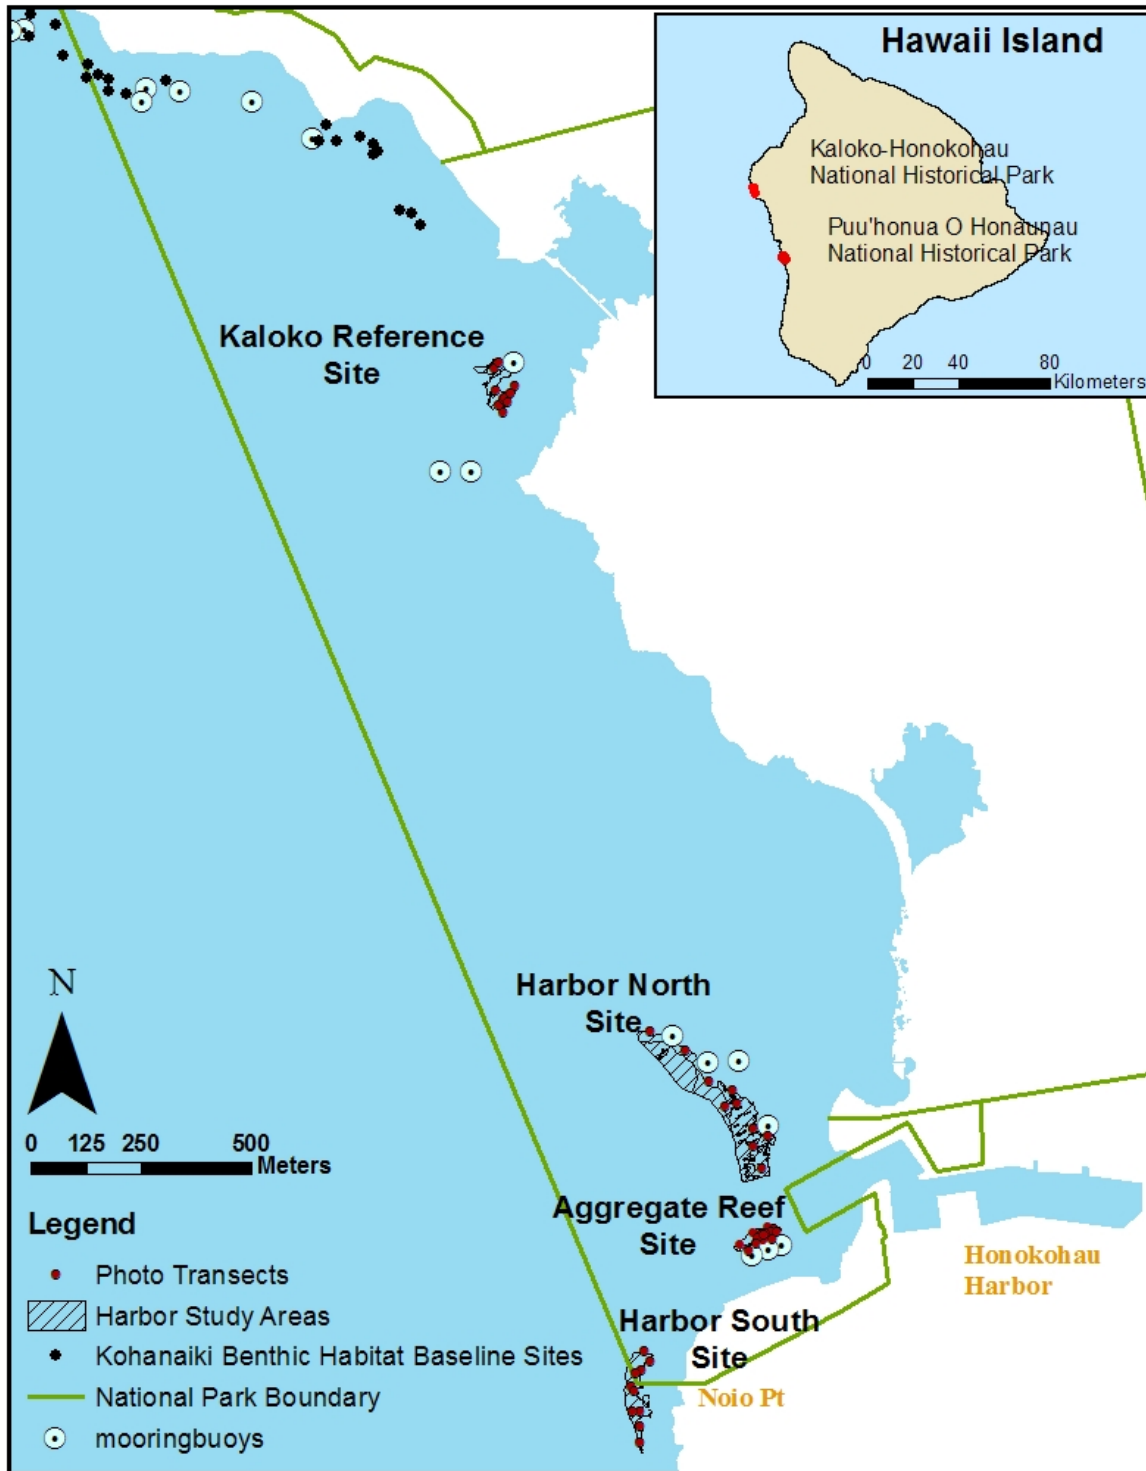 Hawaii Island
Kaloko-Honokohau
National Historical Park
Puu'honua O Honaunau
National Historical Park
0 20 40 80
Kilometers
Kaloko Reference
Site
Harbor North
Site
N
0 125 250 500
Meters
Aggregate Reef
Site
Honokohau
Harbor
Harbor South
Site
Noio Pt
Legend
Photo Transects
Harbor Study Areas
Kohanaiki Benthic Habitat Baseline Sites
National Park Boundary
mooringbuoys